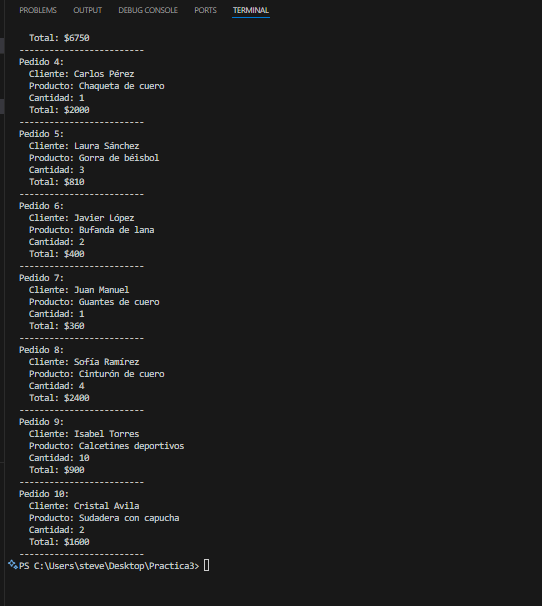 PROBLEMS OUTPUT DEBUG CONSOLE PORTS TERMINAL
Total: $6750
-------------------------
Pedido 4:
Cliente: Carlos Pérez
Producto: Chaqueta de cuero
Cantidad: 1
Total: $2000
-------------------------
Pedido 5:
Cliente: Laura Sánchez
Producto: Gorra de béisbol
Cantidad: 3
Total: $810
-------------------------
Pedido 6:
Cliente: Javier López
Producto: Bufanda de lana
Cantidad: 2
Total: $400
-------------------------
Pedido 7:
Cliente: Juan Manuel
Producto: Guantes de cuero
Cantidad: 1
Total: $360
-------------------------
Pedido 8:
Cliente: Sofía Ramírez
Producto: Cinturón de cuero
Cantidad: 4
Total: $2400
-------------------------
Pedido 9:
Cliente: Isabel Torres
Producto: Calcetines deportivos
Cantidad: 10
Total: $900
-------------------------
Pedido 10:
Cliente: Cristal Avila
Producto: Sudadera con capucha
Cantidad: 2
Total: $1600
-------------------------
PS C:\Users\steve\Desktop\Practica3>